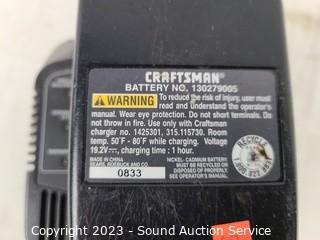 CRAFTSMAN®
BATTERY NO. 130279005
WARNING To reduce the risk of injury, user must
read and understand the operator's
manual. Wear eye protection. Do not short terminals. Do
not throw in fire. Use only with Craftsman
charger no. 1425301, 315.115730. Room
temp. 50°F - 80°F while charging. Voltage
19.2V⎓, charging time : 1 hour.
MADE IN CHINA
SEARS, ROEBUCK AND CO.
0833
NICKEL- CADMIUM BATTERY
MUST BE RECYCLED OR
DISPOSED OF PROPERLY.
SEE OPERATOR'S MANUAL.
RECYCLE
Copyright 2023 - Sound Auction Service